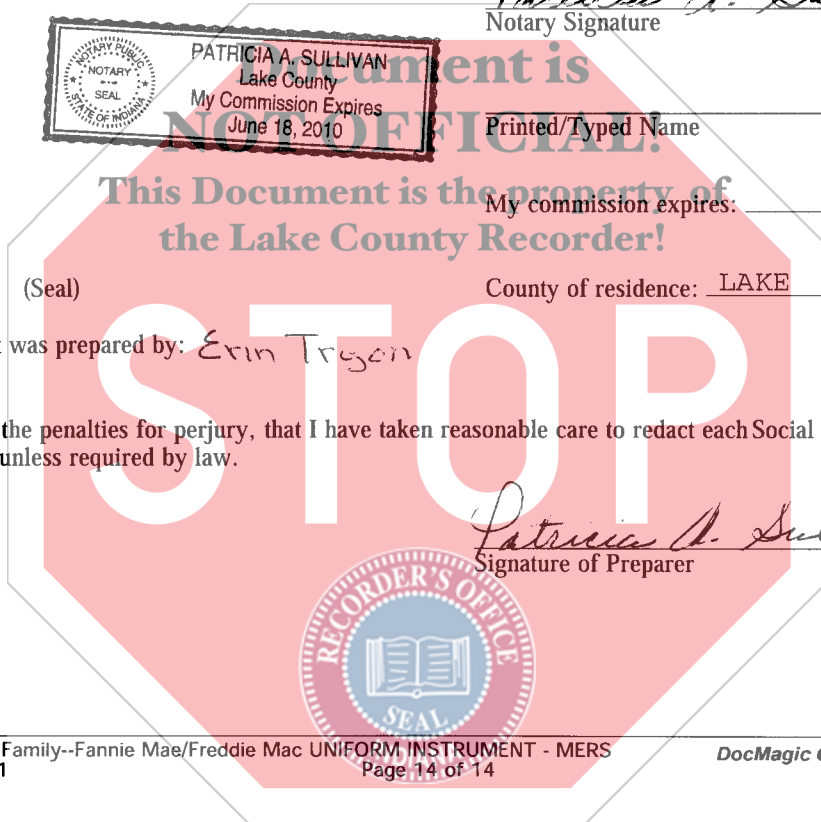 Notary Signature
NOTARY PUBLIC
NOTARY
SEAL
STATE OF INDIANA
PATRICIA A. SULLIVAN
Lake County
My Commission Expires
June 18, 2010
Document is
NOT OFFICIAL!
Printed/Typed Name
This Document is the property of
the Lake County Recorder!
My commission expires:
(Seal)
County of residence: LAKE
STOP
was prepared by: Erin Tryon
the penalties for perjury, that I have taken reasonable care to redact each Social
unless required by law.
Patricia A.
Signature of Preparer
RECORDER'S OFFICE
SEAL
INDIANA
Family--Fannie Mae/Freddie Mac UNIFORM INSTRUMENT - MERS
DocMagic
1
Page 14 of 14